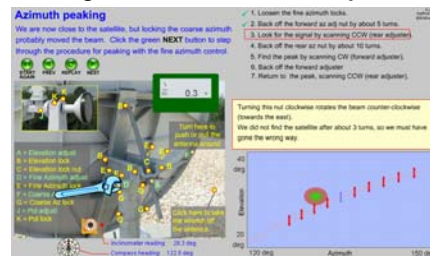 Azimuth peaking
We are now close to the satellite, but locking the coarse azimuth
probably moved the beam. Click the green NEXT button to step
through the procedure for peaking with the fine azimuth control.
START AGAIN
PREV
REPLAY
NEXT
1. Loosen the fine azimuth locks.
2. Back off the forward az adj nut by about 5 turns.
3. Look for the signal by scanning CCW (rear adjuster).
4. Back off the rear az nut by about 10 turns.
5. Find the peak by scanning CW (forward adjuster).
6. Back off the forward adjuster
7. Return to the peak, scanning CCW (rear adjuster).
0.3
Turn here to
push or pull the
antenna around
A = Elevation adjust
B = Elevation lock
C = Elevation lock nut
D = Fine Azimuth adjust
E = Fine Azimuth lock
G = Coarse Az lock
J = Pol adjust
K = Pol lock
Click here to take
the antenna.
Inclinometer reading: 28.3 deg
Compass heading: 122.9 deg
Turning this nut clockwise rotates the beam counter-clockwise
(towards the east).
We did not find the satellite after about 3 turns, so we must have
gone the wrong way.
40
deg
Elevation
20
deg
120 deg
Azimuth
150 deg